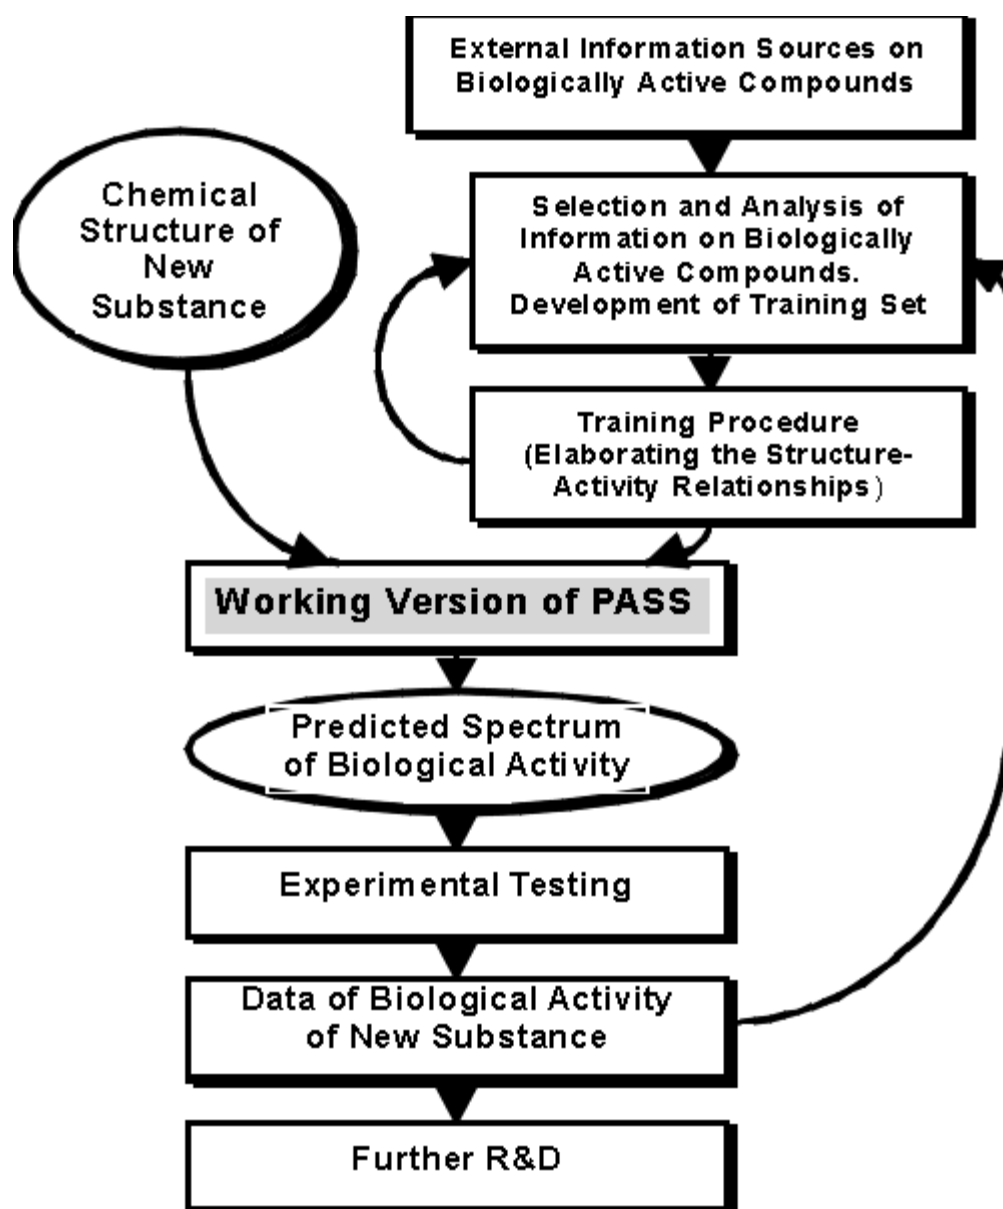 External Information Sources on
Biologically Active Compounds
Chemical
Structure of
New
Substance
Selection and Analysis of
Information on Biologically
Active Compounds.
Development of Training Set
Training Procedure
(Elaborating the Structure-
Activity Relationships)
Working Version of PASS
Predicted Spectrum
of Biological Activity
Experimental Testing
Data of Biological Activity
of New Substance
Further R&D